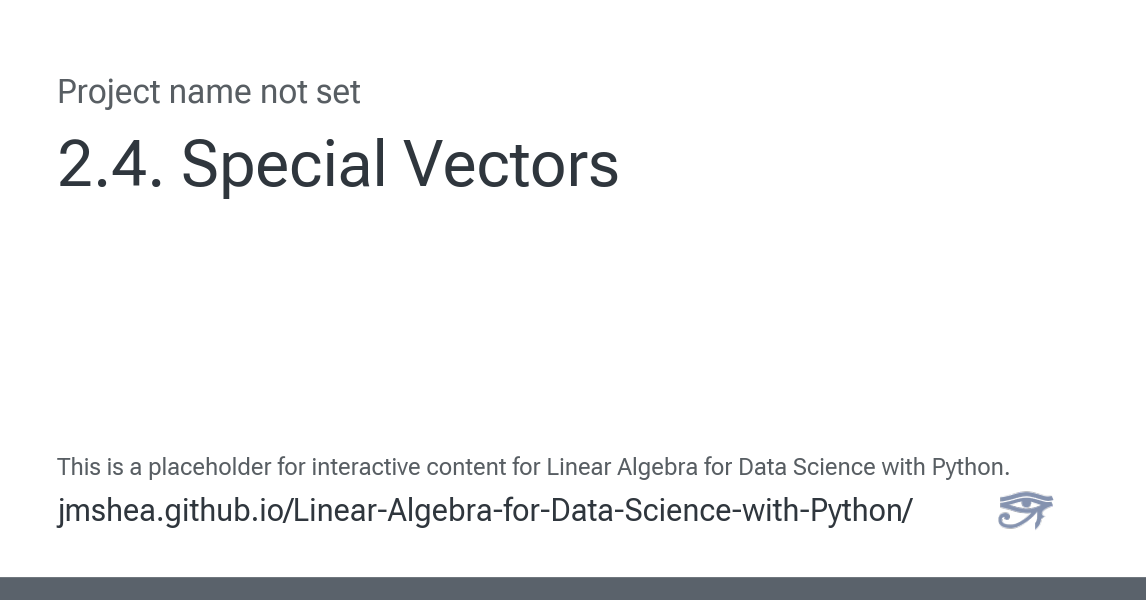 Project name not set
2.4. Special Vectors
This is a placeholder for interactive content for Linear Algebra for Data Science with Python.
jmshea.github.io/Linear-Algebra-for-Data-Science-with-Python/